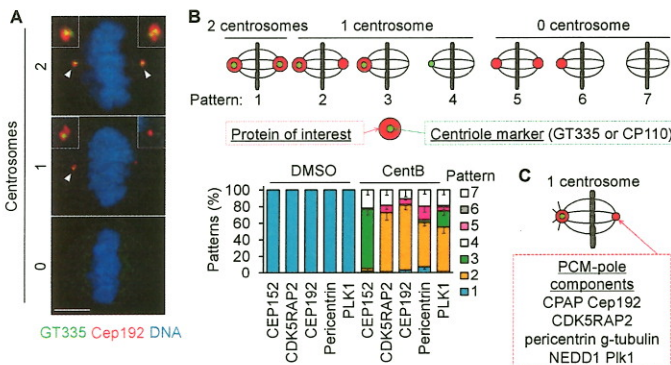 A
Centrosomes
2
1
0
GT335 Cep192 DNA
B
2 centrosomes
1 centrosome
0 centrosome
Pattern: 1 2 3 4 5 6 7
Protein of interest
Centriole marker (GT335 or CP110)
DMSO
CentB
Pattern
Patterns (%)
100
80
60
40
20
0
7
6
5
4
3
2
1
CEP152
CDK5RAP2
CEP192
Pericentrin
PLK1
CEP152
CDK5RAP2
CEP192
Pericentrin
PLK1
C
1 centrosome
PCM-pole
components
CPAP Cep192
CDK5RAP2
pericentrin g-tubulin
NEDD1 Plk1